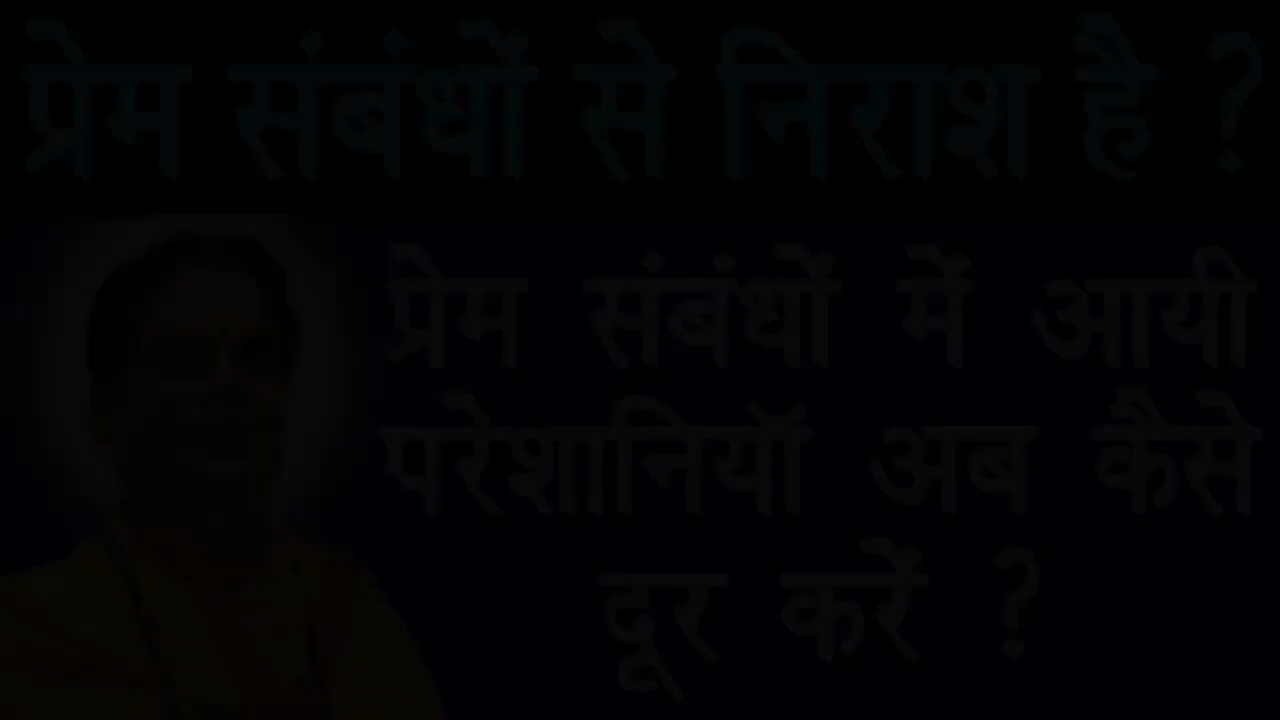 प्रेम संबंधों से निराश है ?
प्रेम संबंधों में आयी
परेशानियॉ अब कैसे
दूर करें ?